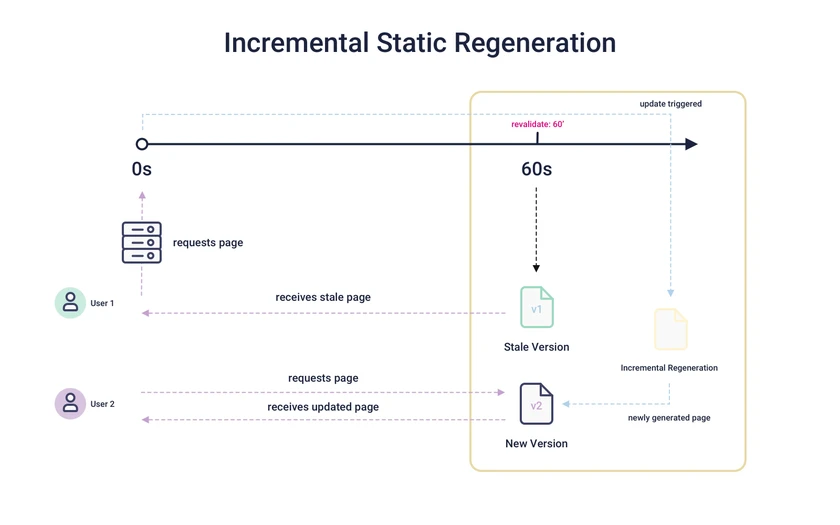 Incremental Static Regeneration
update triggered
revalidate: 60'
0s
60s
requests page
User 1
receives stale page
v1
Stale Version
Incremental Regeneration
requests page
User 2
receives updated page
v2
newly generated page
New Version